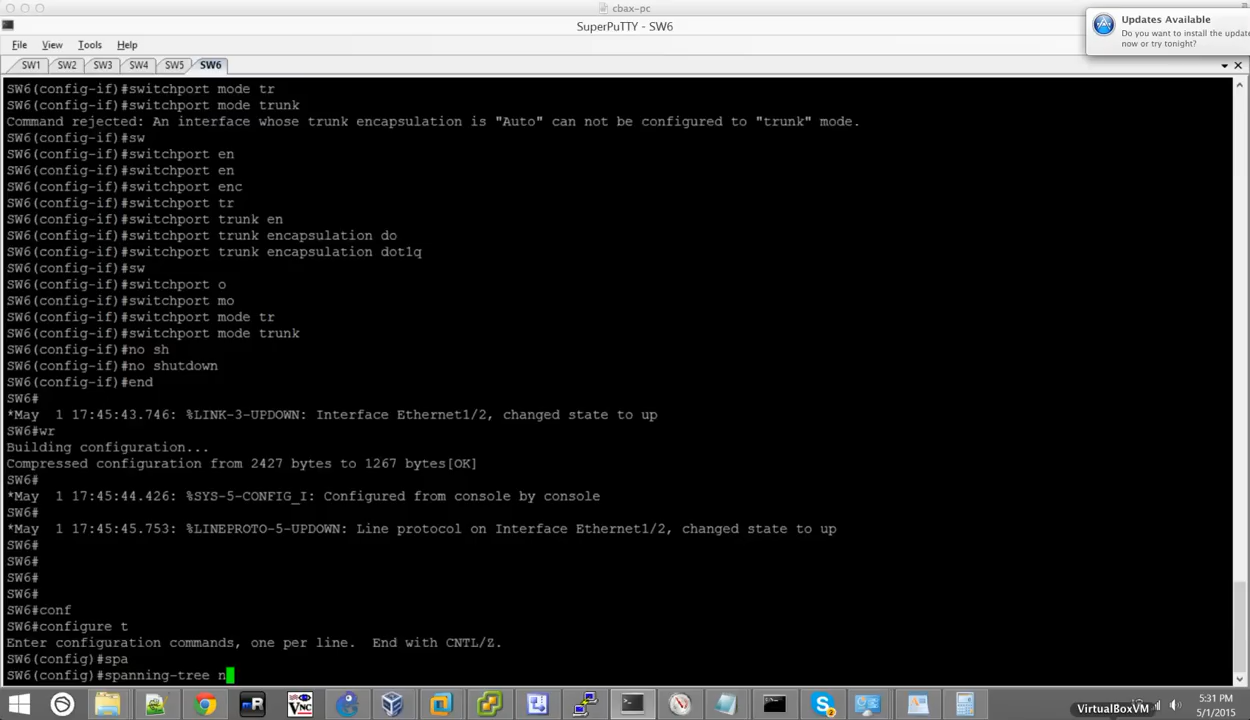 cbax-pc
SuperPuTTY - SW6
Updates Available
Do you want to install the update
now or try tonight?
File View Tools Help
SW1 SW2 SW3 SW4 SW5 SW6
SW6(config-if)#switchport mode tr
SW6(config-if)#switchport mode trunk
Command rejected: An interface whose trunk encapsulation is "Auto" can not be configured to "trunk" mode.
SW6(config-if)#sw
SW6(config-if)#switchport en
SW6(config-if)#switchport en
SW6(config-if)#switchport enc
SW6(config-if)#switchport tr
SW6(config-if)#switchport trunk en
SW6(config-if)#switchport trunk encapsulation do
SW6(config-if)#switchport trunk encapsulation dot1q
SW6(config-if)#sw
SW6(config-if)#switchport o
SW6(config-if)#switchport mo
SW6(config-if)#switchport mode tr
SW6(config-if)#switchport mode trunk
SW6(config-if)#no sh
SW6(config-if)#no shutdown
SW6(config-if)#end
SW6#
*May  1 17:45:43.746: %LINK-3-UPDOWN: Interface Ethernet1/2, changed state to up
SW6#wr
Building configuration...
Compressed configuration from 2427 bytes to 1267 bytes[OK]
SW6#
*May  1 17:45:44.426: %SYS-5-CONFIG_I: Configured from console by console
SW6#
*May  1 17:45:45.753: %LINEPROTO-5-UPDOWN: Line protocol on Interface Ethernet1/2, changed state to up
SW6#
SW6#
SW6#
SW6#
SW6#conf
SW6#configure t
Enter configuration commands, one per line.  End with CNTL/Z.
SW6(config)#spa
SW6(config)#spanning-tree n
VirtualBoxVM
5:31 PM
5/1/2015